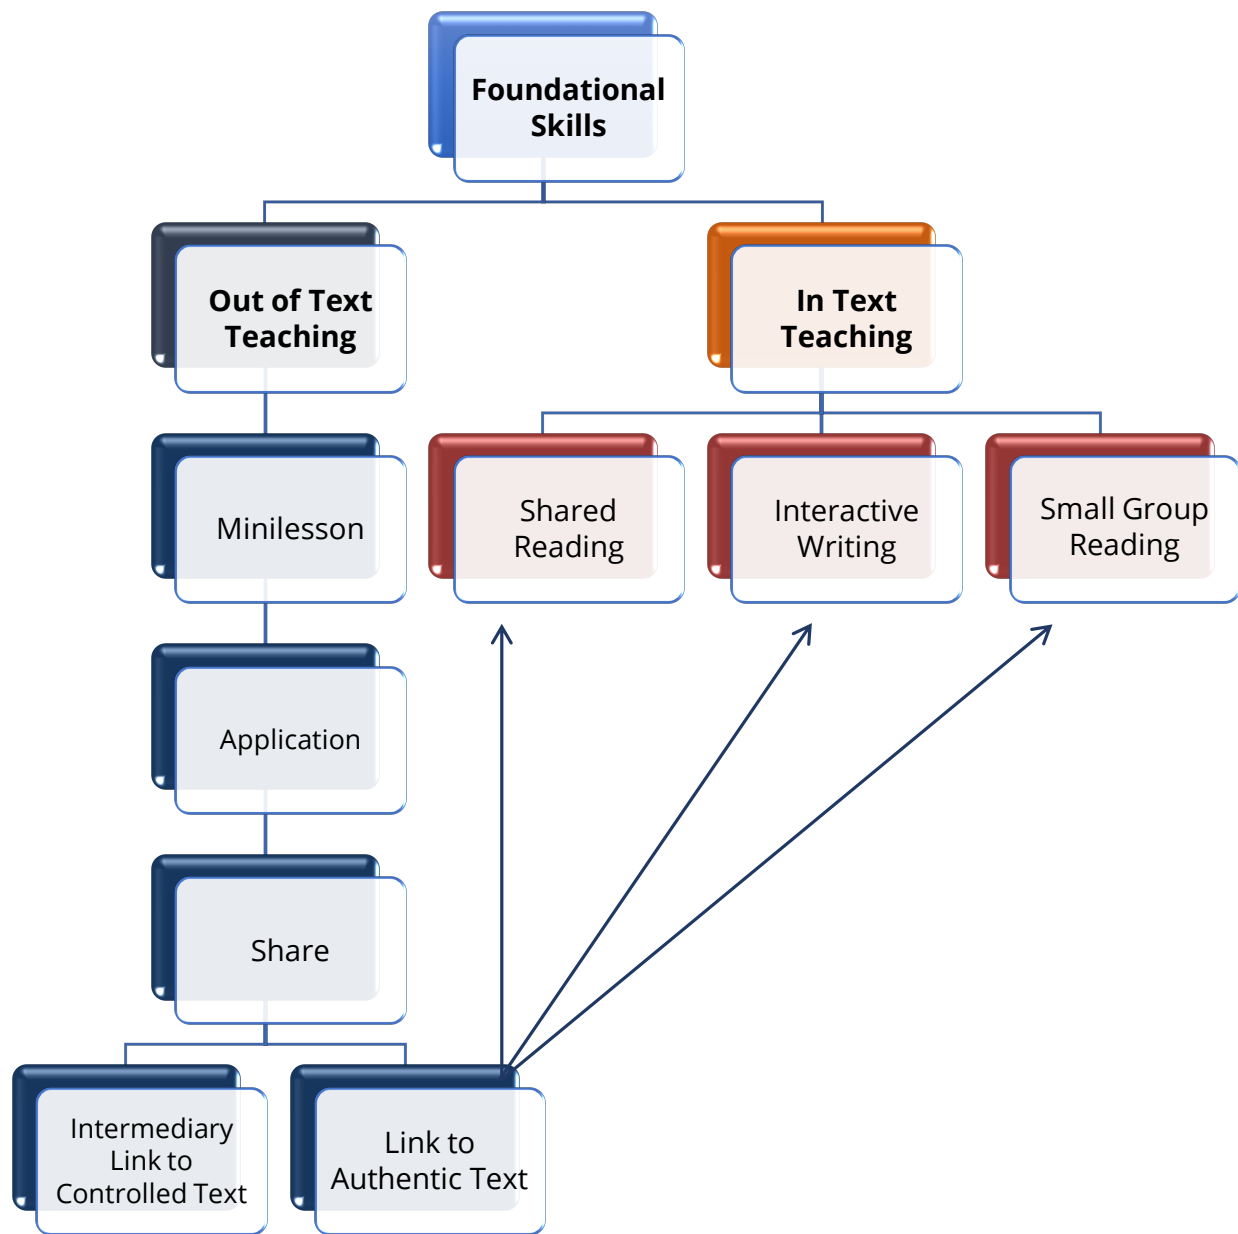 Foundational
Skills
Out of Text
Teaching
In Text
Teaching
Minilesson
Shared
Reading
Interactive
Writing
Small Group
Reading
Application
Share
Intermediary
Link to
Controlled Text
Link to
Authentic Text